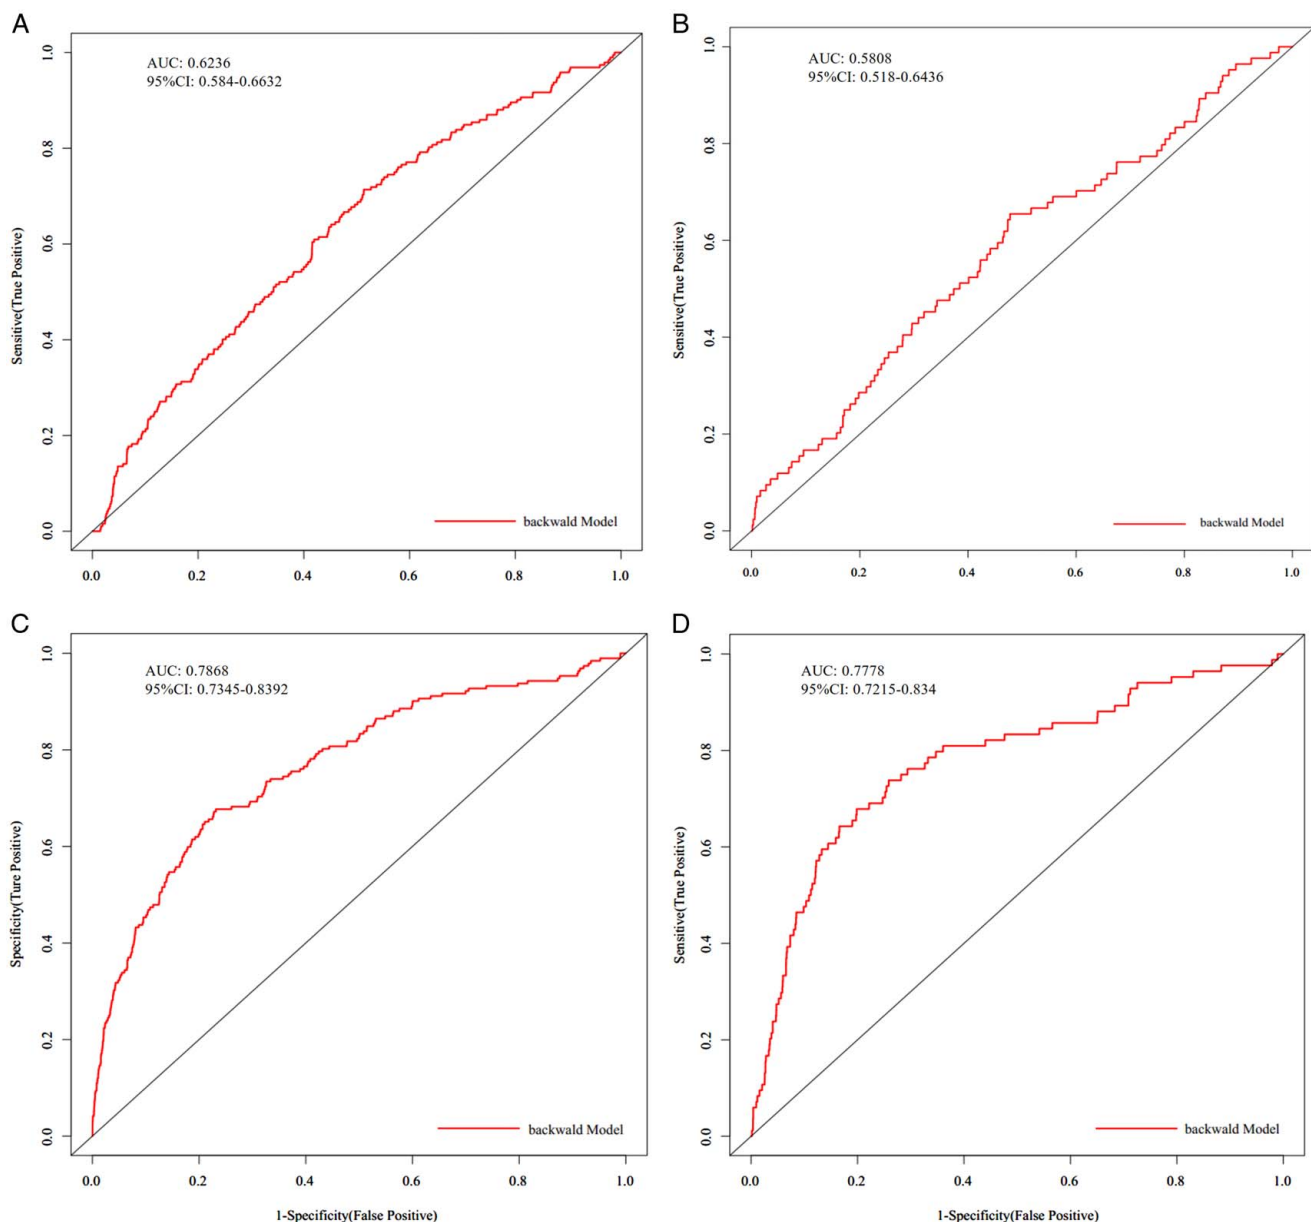 A
AUC: 0.6236
95%CI: 0.584-0.6632
Sensitive(True Positive)
1.0
0.8
0.6
0.4
0.2
0.0
backwald Model
0.0 0.2 0.4 0.6 0.8 1.0
B
AUC: 0.5808
95%CI: 0.518-0.6436
Sensitive(True Positive)
1.0
0.8
0.6
0.4
0.2
0.0
backwald Model
0.0 0.2 0.4 0.6 0.8 1.0
C
AUC: 0.7868
95%CI: 0.7345-0.8392
Specificity(Ture Positive)
1.0
0.8
0.6
0.4
0.2
0.0
backwald Model
0.0 0.2 0.4 0.6 0.8 1.0
1-Specificity(False Positive)
D
AUC: 0.7778
95%CI: 0.7215-0.834
Sensitive(True Positive)
1.0
0.8
0.6
0.4
0.2
0.0
backwald Model
0.0 0.2 0.4 0.6 0.8 1.0
1-Specificity(False Positive)